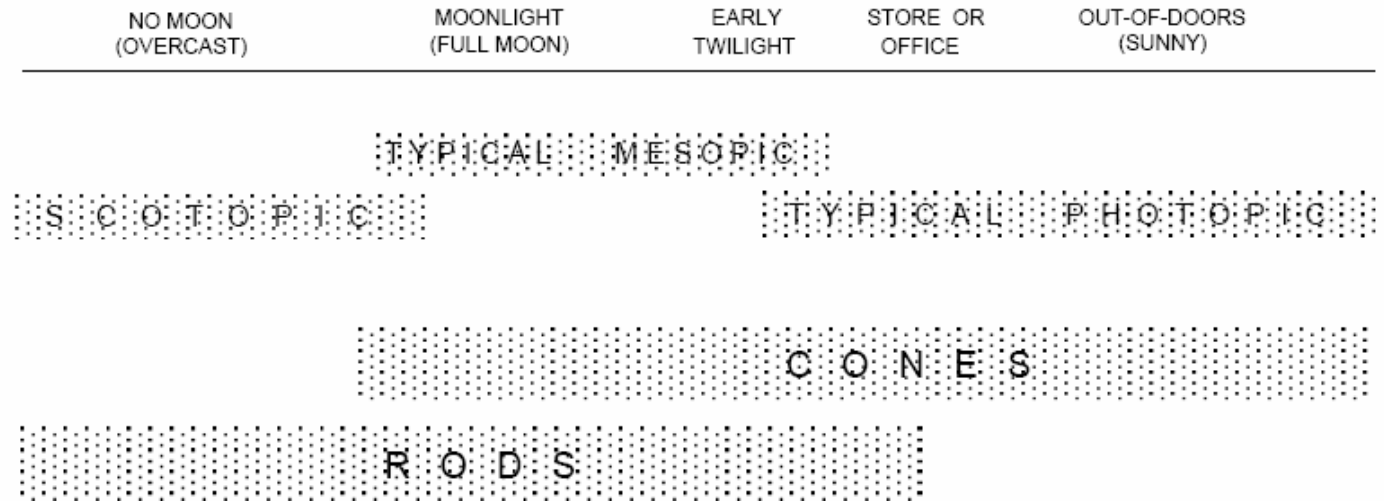 NO MOON
(OVERCAST)
MOONLIGHT
(FULL MOON)
EARLY
TWILIGHT
STORE OR
OFFICE
OUT-OF-DOORS
(SUNNY)
TYPICAL MESOPIC
SCOTOPIC
TYPICAL PHOTOPIC
CONES
RODS